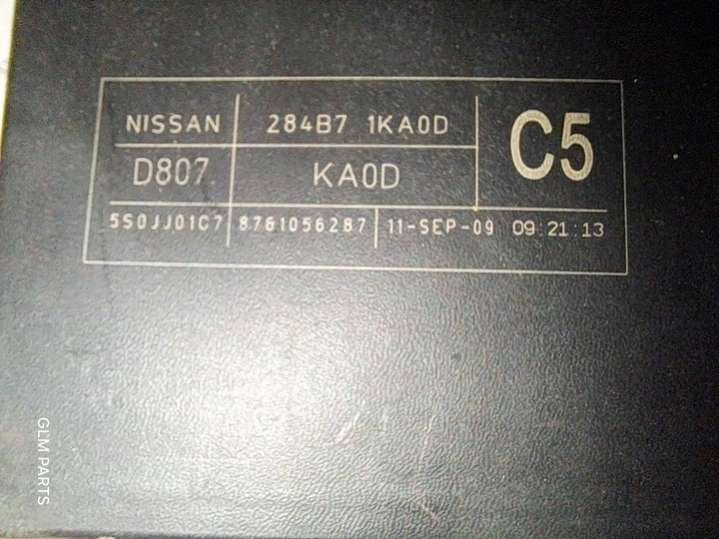 NISSAN 284B7 1KA0D C5
D807 KA0D
5S0JJ01C7 8761056287 11-SEP-09 09:21:13
GLM PARTS